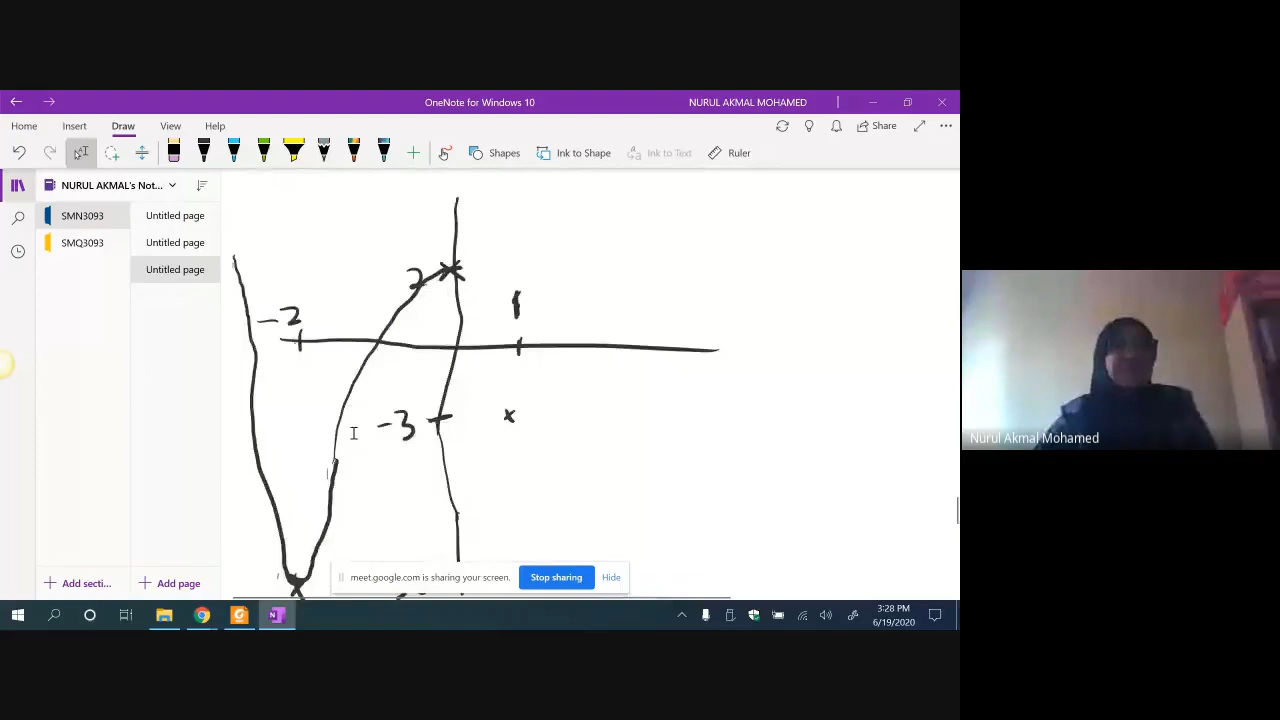 OneNote for Windows 10
NURUL AKMAL MOHAMED
Home Insert Draw View Help
Share
Shapes Ink to Shape Ink to Text Ruler
NURUL AKMAL's Not...
SMN3093 Untitled page
SMQ3093 Untitled page
Untitled page
2
-2
1
-3
x
Nurul Akmal Mohamed
Add secti... Add page
meet.google.com is sharing your screen. Stop sharing Hide
3:28 PM
6/19/2020